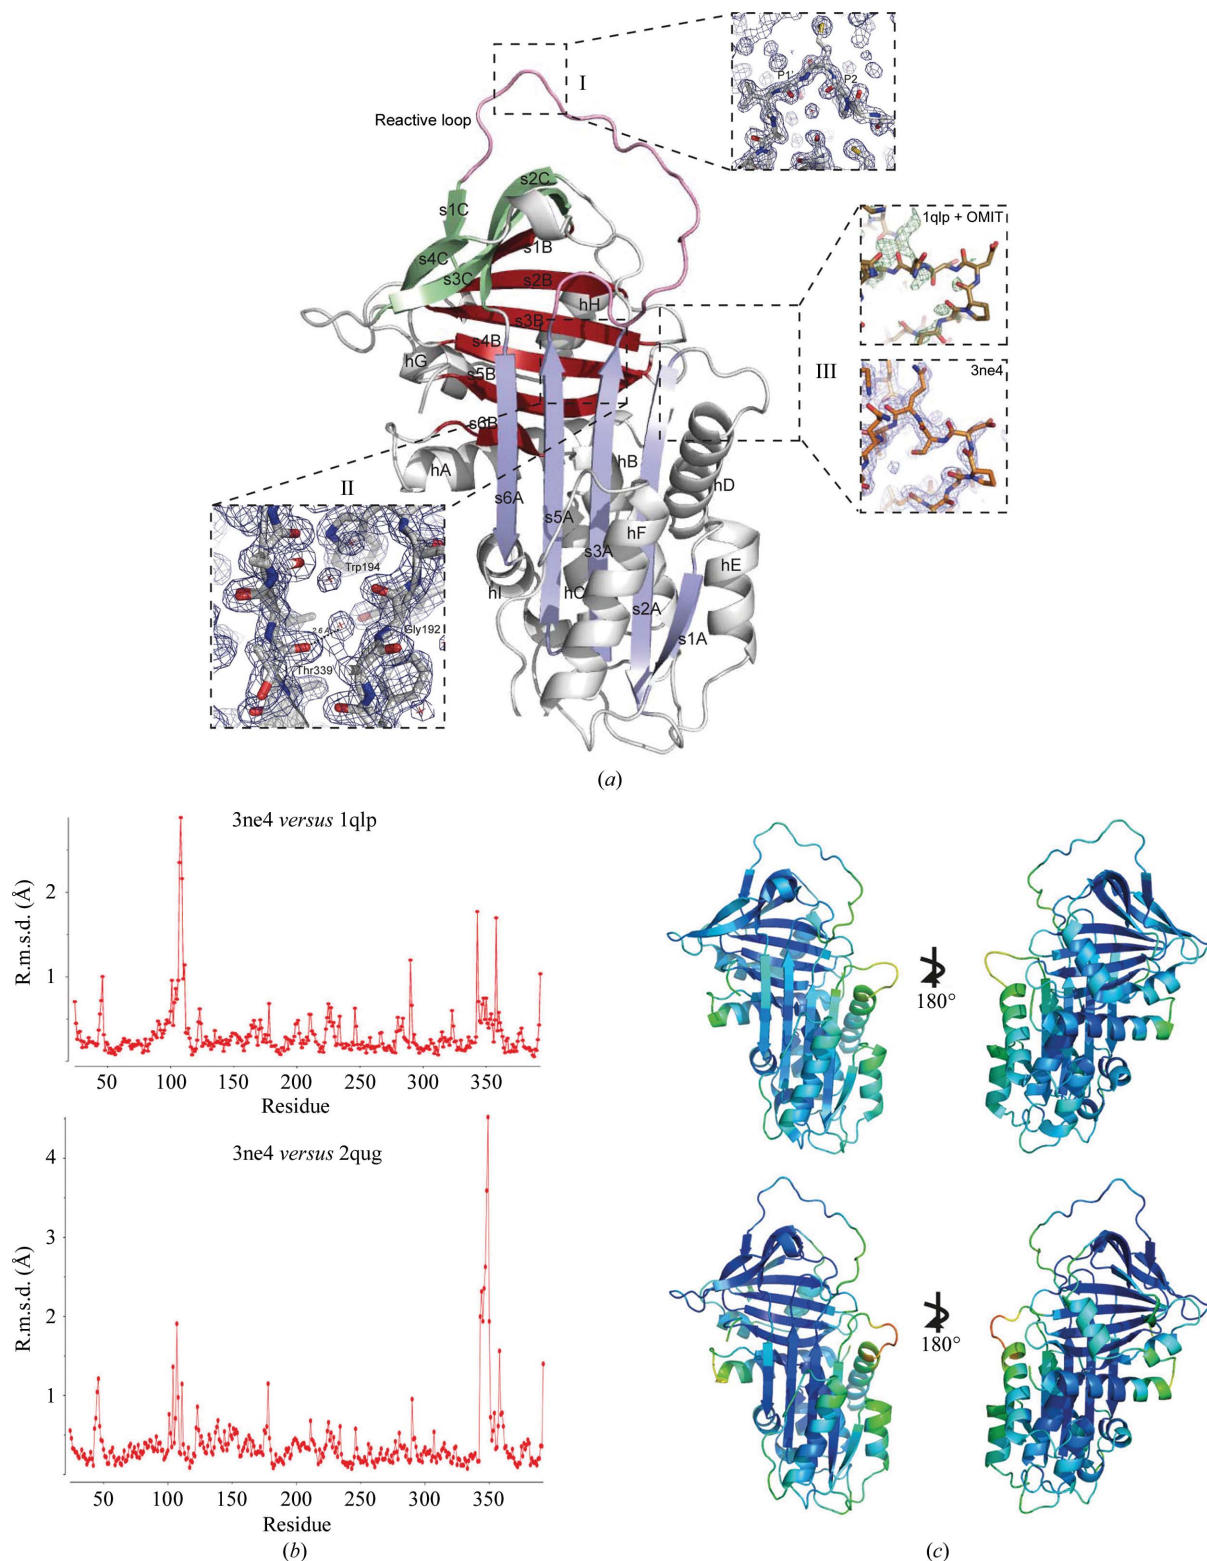 (a)
I
P1'
P2
Reactive loop
s2C
s1C
s1B
s4C
s3C
s2B
hH
s3B
s4B
hG
s5B
s6B
hA
hB
hD
s6A
s5A
hF
s3A
hE
hI
hC
s2A
s1A
1qlp + OMIT
III
3ne4
II
Trp194
Gly192
2.6 Å
Thr339
(a)
3ne4 versus 1qlp
R.m.s.d. (Å)
2
1
50 100 150 200 250 300 350
Residue
3ne4 versus 2qug
R.m.s.d. (Å)
4
3
2
1
50 100 150 200 250 300 350
Residue
(b)
180°
180°
(c)